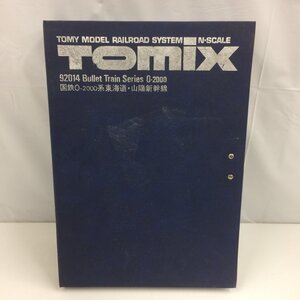 TOMY MODEL RAILROAD SYSTEM N-SCALE
TOMIX
92014 Bullet Train Series 0-2000
国鉄0-2000系東海道・山陽新幹線